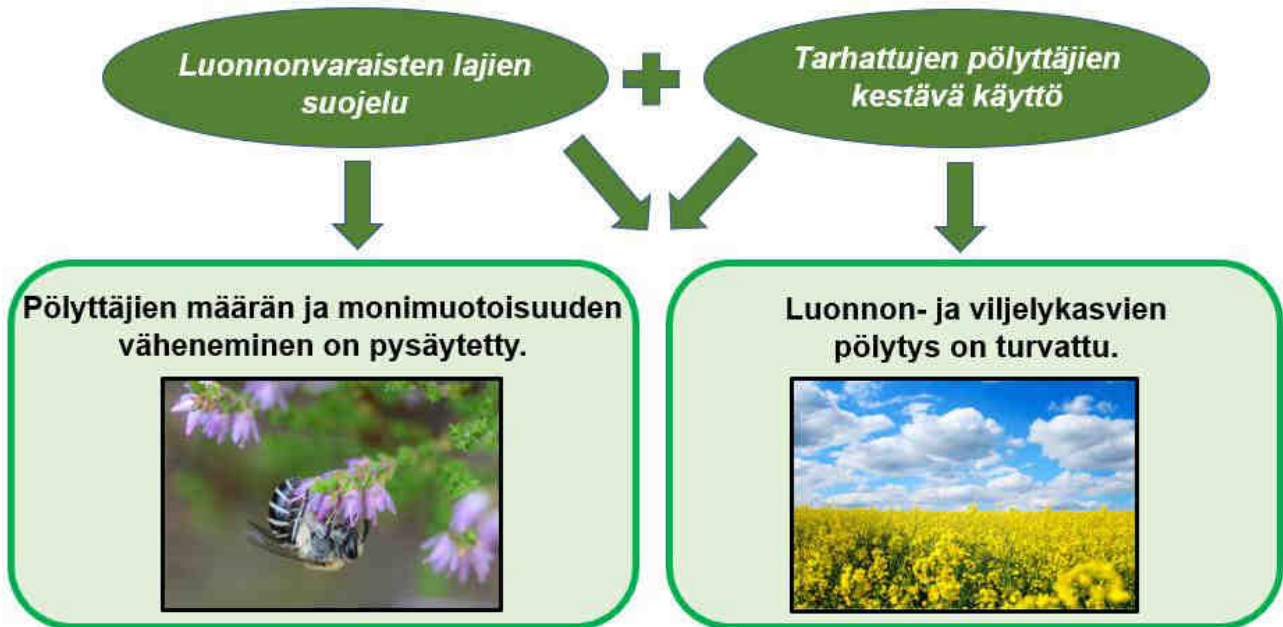 Luonnonvaraisten lajien
suojelu
Tarhattujen pölyttäjien
kestävä käyttö
Pölyttäjien määrän ja monimuotoisuuden
väheneminen on pysäytetty.
Luonnon- ja viljelykasvien
pölytys on turvattu.